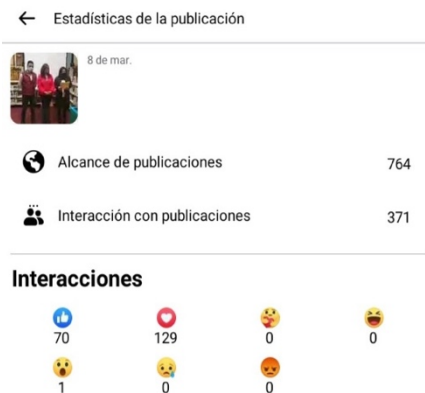 Estadísticas de la publicación
8 de mar.
Alcance de publicaciones 764
Interacción con publicaciones 371
Interacciones
70 129 0 0
1 0 0